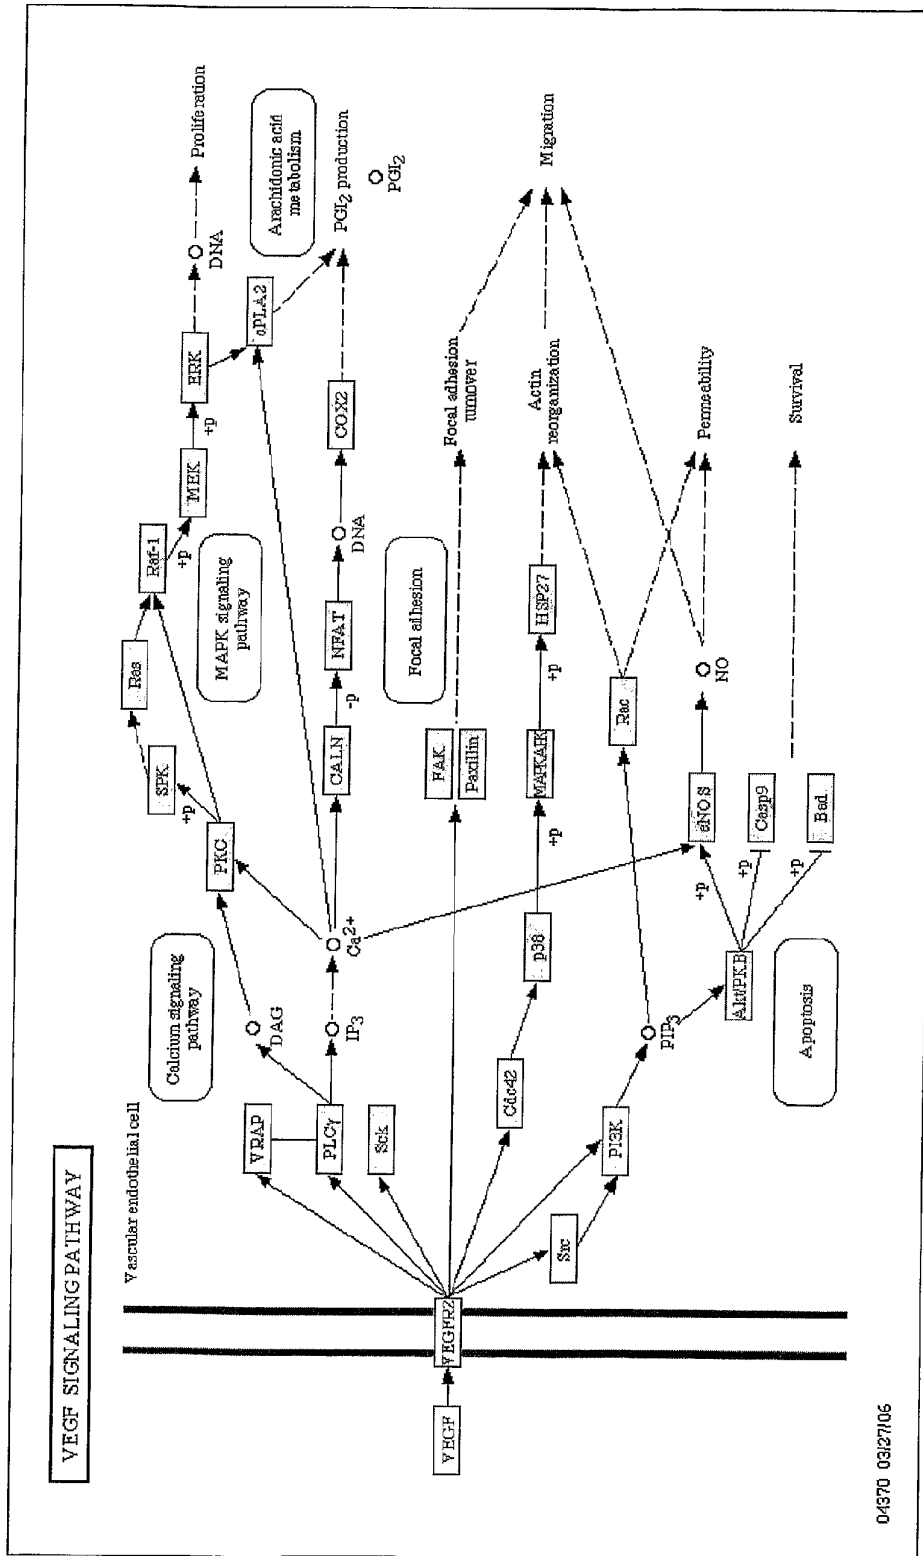 VEGF SIGNALING PATHWAY
Vascular endothelial cell
VEGF
VEGFR2
VRAP
PLCγ
Sck
Src
Cdc42
PI3K
DAG
IP3
PIP3
Calcium signaling
pathway
Ca2+
p38
Akt/PKB
Apoptosis
PKC
SPK
+p
Ras
Raf-1
+p
MEK
+p
ERK
DNA
Proliferation
MAPK signaling
pathway
cPLA2
Arachidonic acid
metabolism
CALN
-p
NFAT
DNA
COX2
PGI2 production
PGI2
Focal adhesion
FAK
Paxillin
Focal adhesion
turnover
+p
MAPKAPK
+p
HSP27
Actin
reorganization
Migration
Rac
+p
eNOS
NO
Permeability
+p
Casp9
+p
Bad
Survival
04370 03/27/06